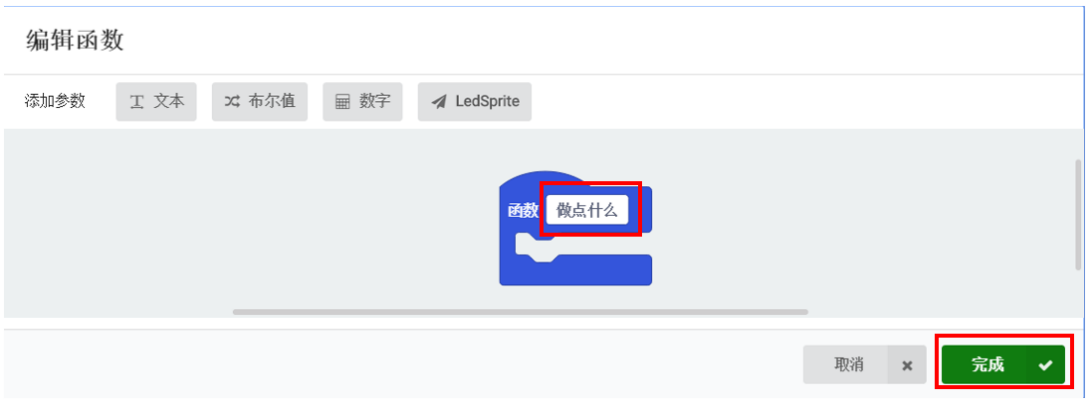 编辑函数
添加参数 文本 布尔值 数字 LedSprite
函数 做点什么
取消 完成